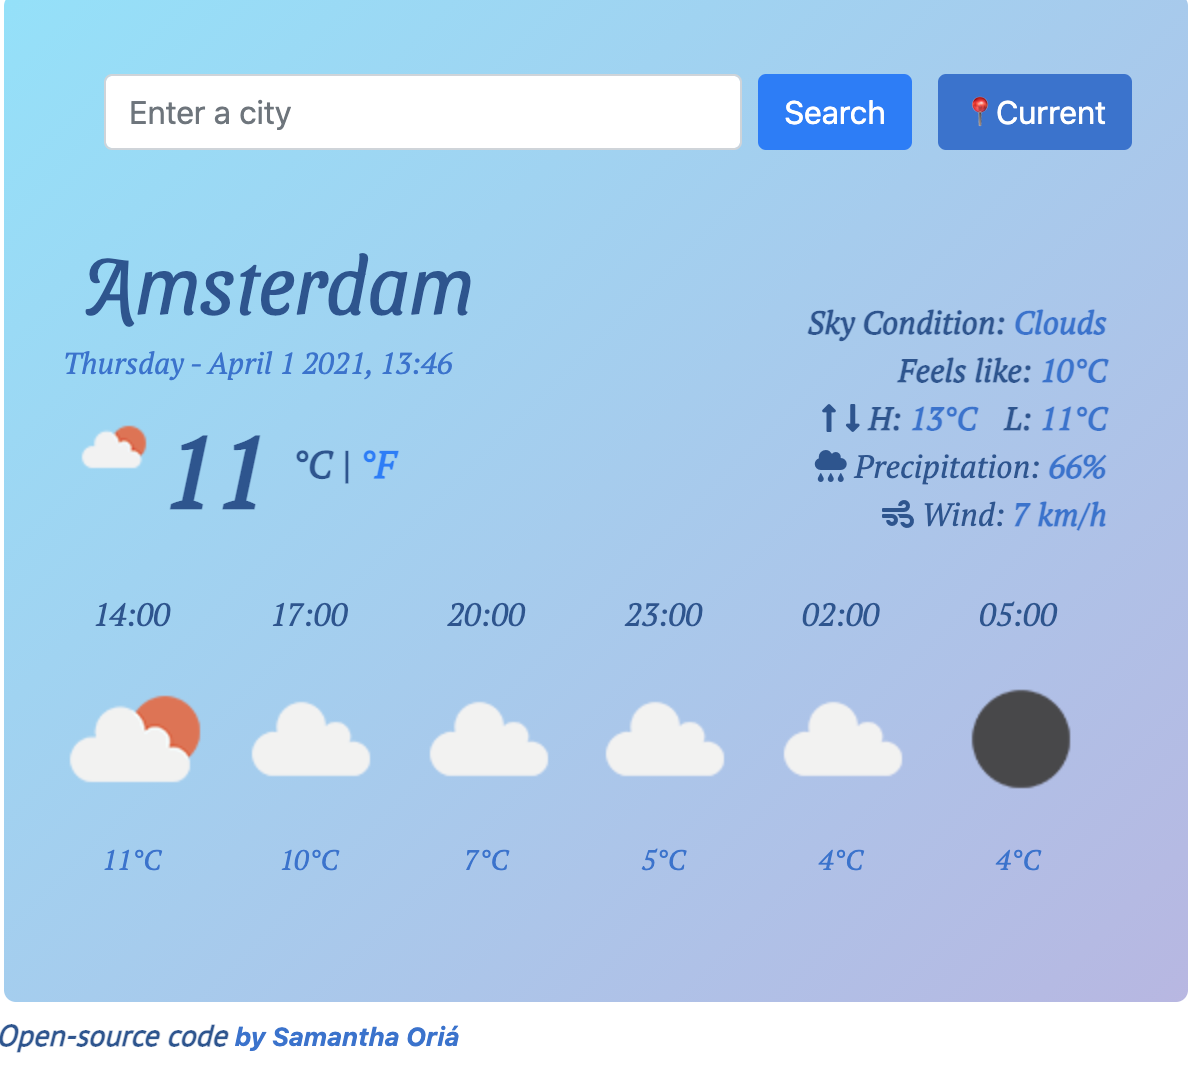 Enter a city
Search
📍Current
Amsterdam
Thursday - April 1 2021, 13:46
11 °C | °F
Sky Condition: Clouds
Feels like: 10°C
H: 13°C L: 11°C
Precipitation: 66%
Wind: 7 km/h
14:00 17:00 20:00 23:00 02:00 05:00
11°C 10°C 7°C 5°C 4°C 4°C
Open-source code by Samantha Oriá